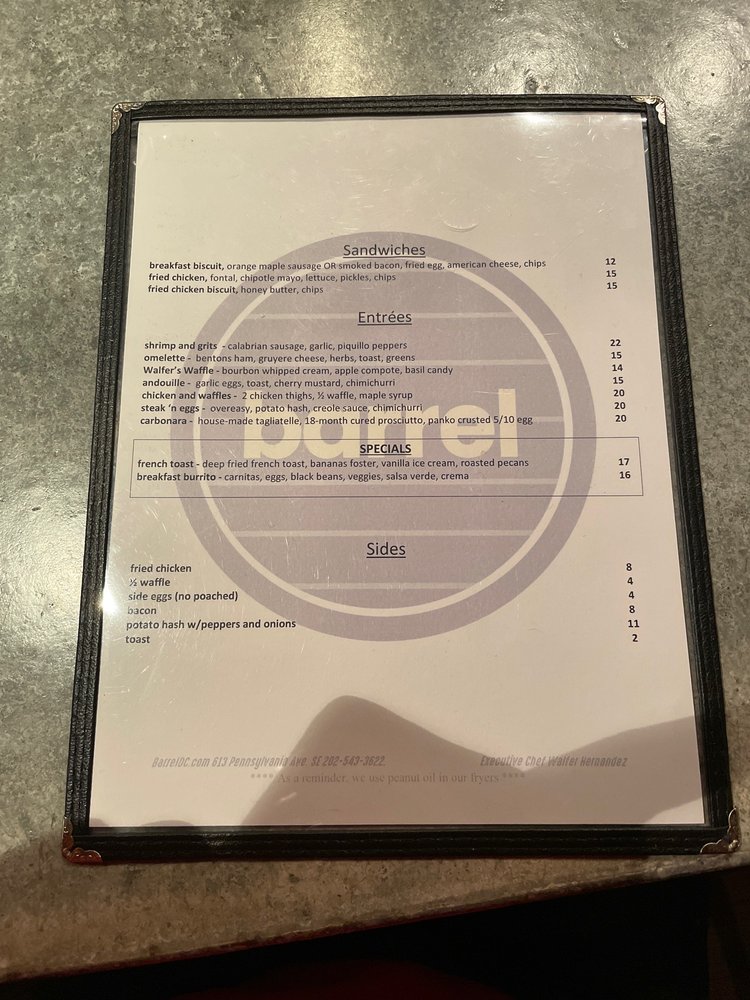 Sandwiches
breakfast biscuit, orange maple sausage OR smoked bacon, fried egg, american cheese, chips 12
fried chicken, fontal, chipotle mayo, lettuce, pickles, chips 15
fried chicken biscuit, honey butter, chips 15
Entrées
shrimp and grits - calabrian sausage, garlic, piquillo peppers 22
omelette - bentons ham, gruyere cheese, herbs, toast, greens 15
Walfer's Waffle - bourbon whipped cream, apple compote, basil candy 14
andouille - garlic eggs, toast, cherry mustard, chimichurri 15
chicken and waffles - 2 chicken thighs, ½ waffle, maple syrup 20
steak 'n eggs - overeasy, potato hash, creole sauce, chimichurri 20
carbonara - house-made tagliatelle, 18-month cured prosciutto, panko crusted 5/10 egg 20
barrel
SPECIALS
french toast - deep fried french toast, bananas foster, vanilla ice cream, roasted pecans 17
breakfast burrito - carnitas, eggs, black beans, veggies, salsa verde, crema 16
Sides
fried chicken 8
½ waffle 4
side eggs (no poached) 4
bacon 8
potato hash w/peppers and onions 11
toast 2
BarrelDC.com 613 Pennsylvania Ave. SE 202-543-3622. Executive Chef Walfer Hernandez
**** As a reminder, we use peanut oil in our fryers ****